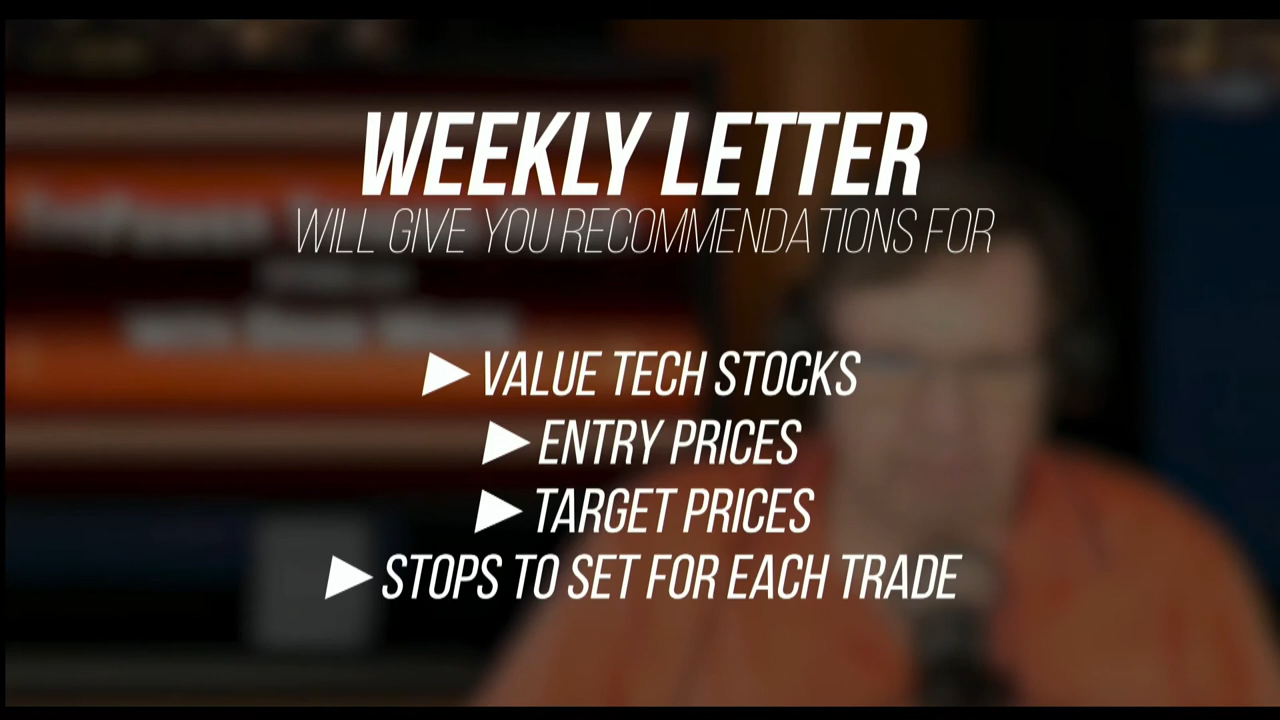 WEEKLY LETTER
WILL GIVE YOU RECOMMENDATIONS FOR
▶ VALUE TECH STOCKS
▶ ENTRY PRICES
▶ TARGET PRICES
▶ STOPS TO SET FOR EACH TRADE